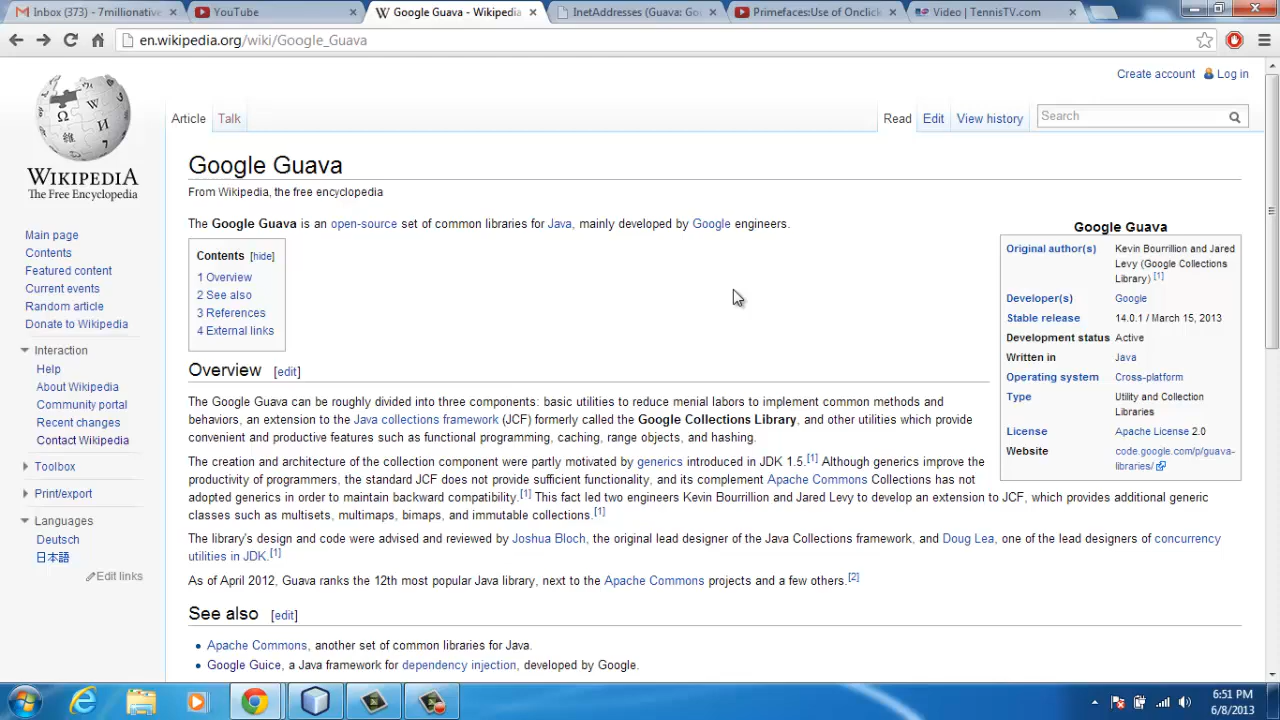 Inbox (373) - 7millionative
YouTube
Google Guava - Wikipedia
InetAddresses (Guava: Go
Primefaces:Use of Onclick
Video | TennisTV.com
en.wikipedia.org/wiki/Google_Guava
Create account Log in
Article Talk Read Edit View history Search
WIKIPEDIA
The Free Encyclopedia
Main page
Contents
Featured content
Current events
Random article
Donate to Wikipedia
Interaction
Help
About Wikipedia
Community portal
Recent changes
Contact Wikipedia
Toolbox
Print/export
Languages
Deutsch
日本語
Edit links
Google Guava
From Wikipedia, the free encyclopedia
The Google Guava is an open-source set of common libraries for Java, mainly developed by Google engineers.
Contents [hide]
1 Overview
2 See also
3 References
4 External links
Google Guava
Original author(s) Kevin Bourrillion and Jared
Levy (Google Collections
Library) [1]
Developer(s) Google
Stable release 14.0.1 / March 15, 2013
Development status Active
Written in Java
Operating system Cross-platform
Type Utility and Collection
Libraries
License Apache License 2.0
Website code.google.com/p/guava-
libraries/
Overview [edit]
The Google Guava can be roughly divided into three components: basic utilities to reduce menial labors to implement common methods and
behaviors, an extension to the Java collections framework (JCF) formerly called the Google Collections Library, and other utilities which provide
convenient and productive features such as functional programming, caching, range objects, and hashing.
The creation and architecture of the collection component were partly motivated by generics introduced in JDK 1.5.[1] Although generics improve the
productivity of programmers, the standard JCF does not provide sufficient functionality, and its complement Apache Commons Collections has not
adopted generics in order to maintain backward compatibility.[1] This fact led two engineers Kevin Bourrillion and Jared Levy to develop an extension to JCF, which provides additional generic
classes such as multisets, multimaps, bimaps, and immutable collections.[1]
The library's design and code were advised and reviewed by Joshua Bloch, the original lead designer of the Java Collections framework, and Doug Lea, one of the lead designers of concurrency
utilities in JDK.[1]
As of April 2012, Guava ranks the 12th most popular Java library, next to the Apache Commons projects and a few others.[2]
See also [edit]
Apache Commons, another set of common libraries for Java.
Google Guice, a Java framework for dependency injection, developed by Google.
6:51 PM
6/8/2013